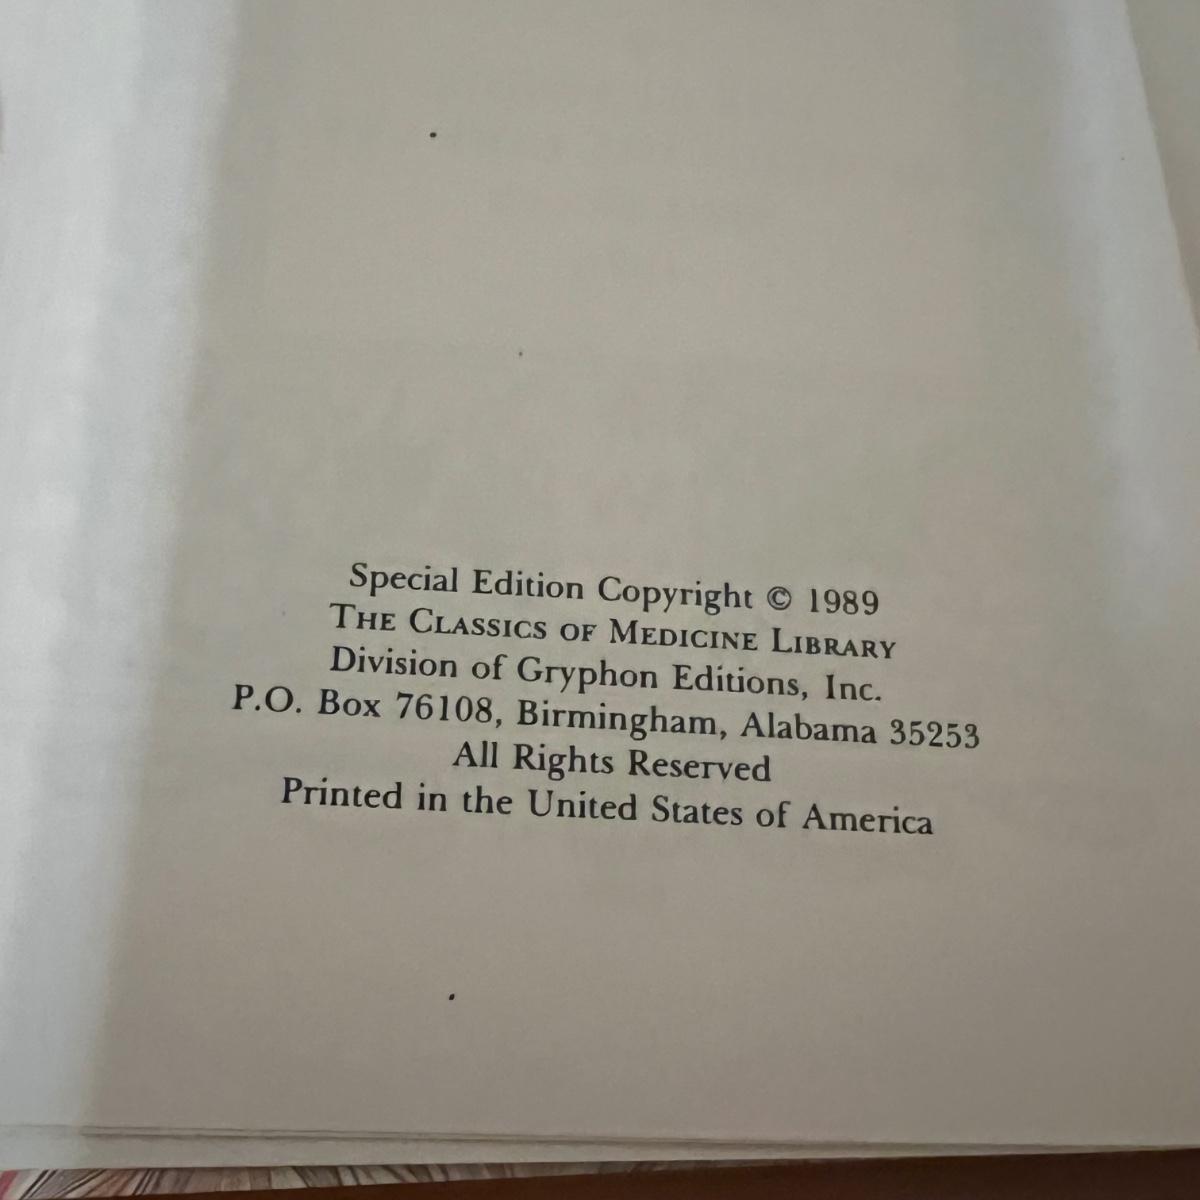 Special Edition Copyright © 1989
THE CLASSICS OF MEDICINE LIBRARY
Division of Gryphon Editions, Inc.
P.O. Box 76108, Birmingham, Alabama 35253
All Rights Reserved
Printed in the United States of America